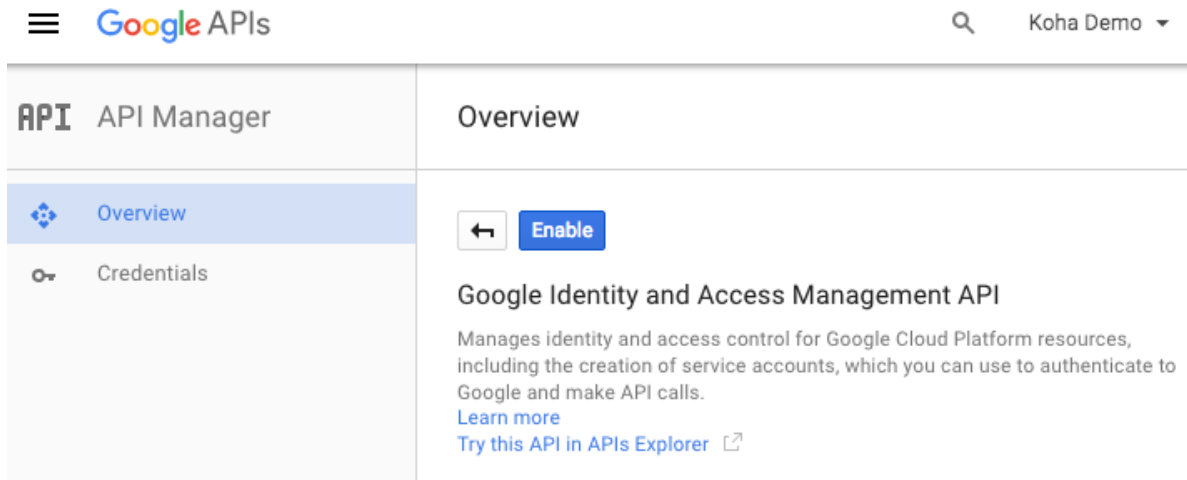 Google APIs
Koha Demo
API API Manager
Overview
Overview
Credentials
Enable
Google Identity and Access Management API
Manages identity and access control for Google Cloud Platform resources,
including the creation of service accounts, which you can use to authenticate to
Google and make API calls.
Learn more
Try this API in APIs Explorer